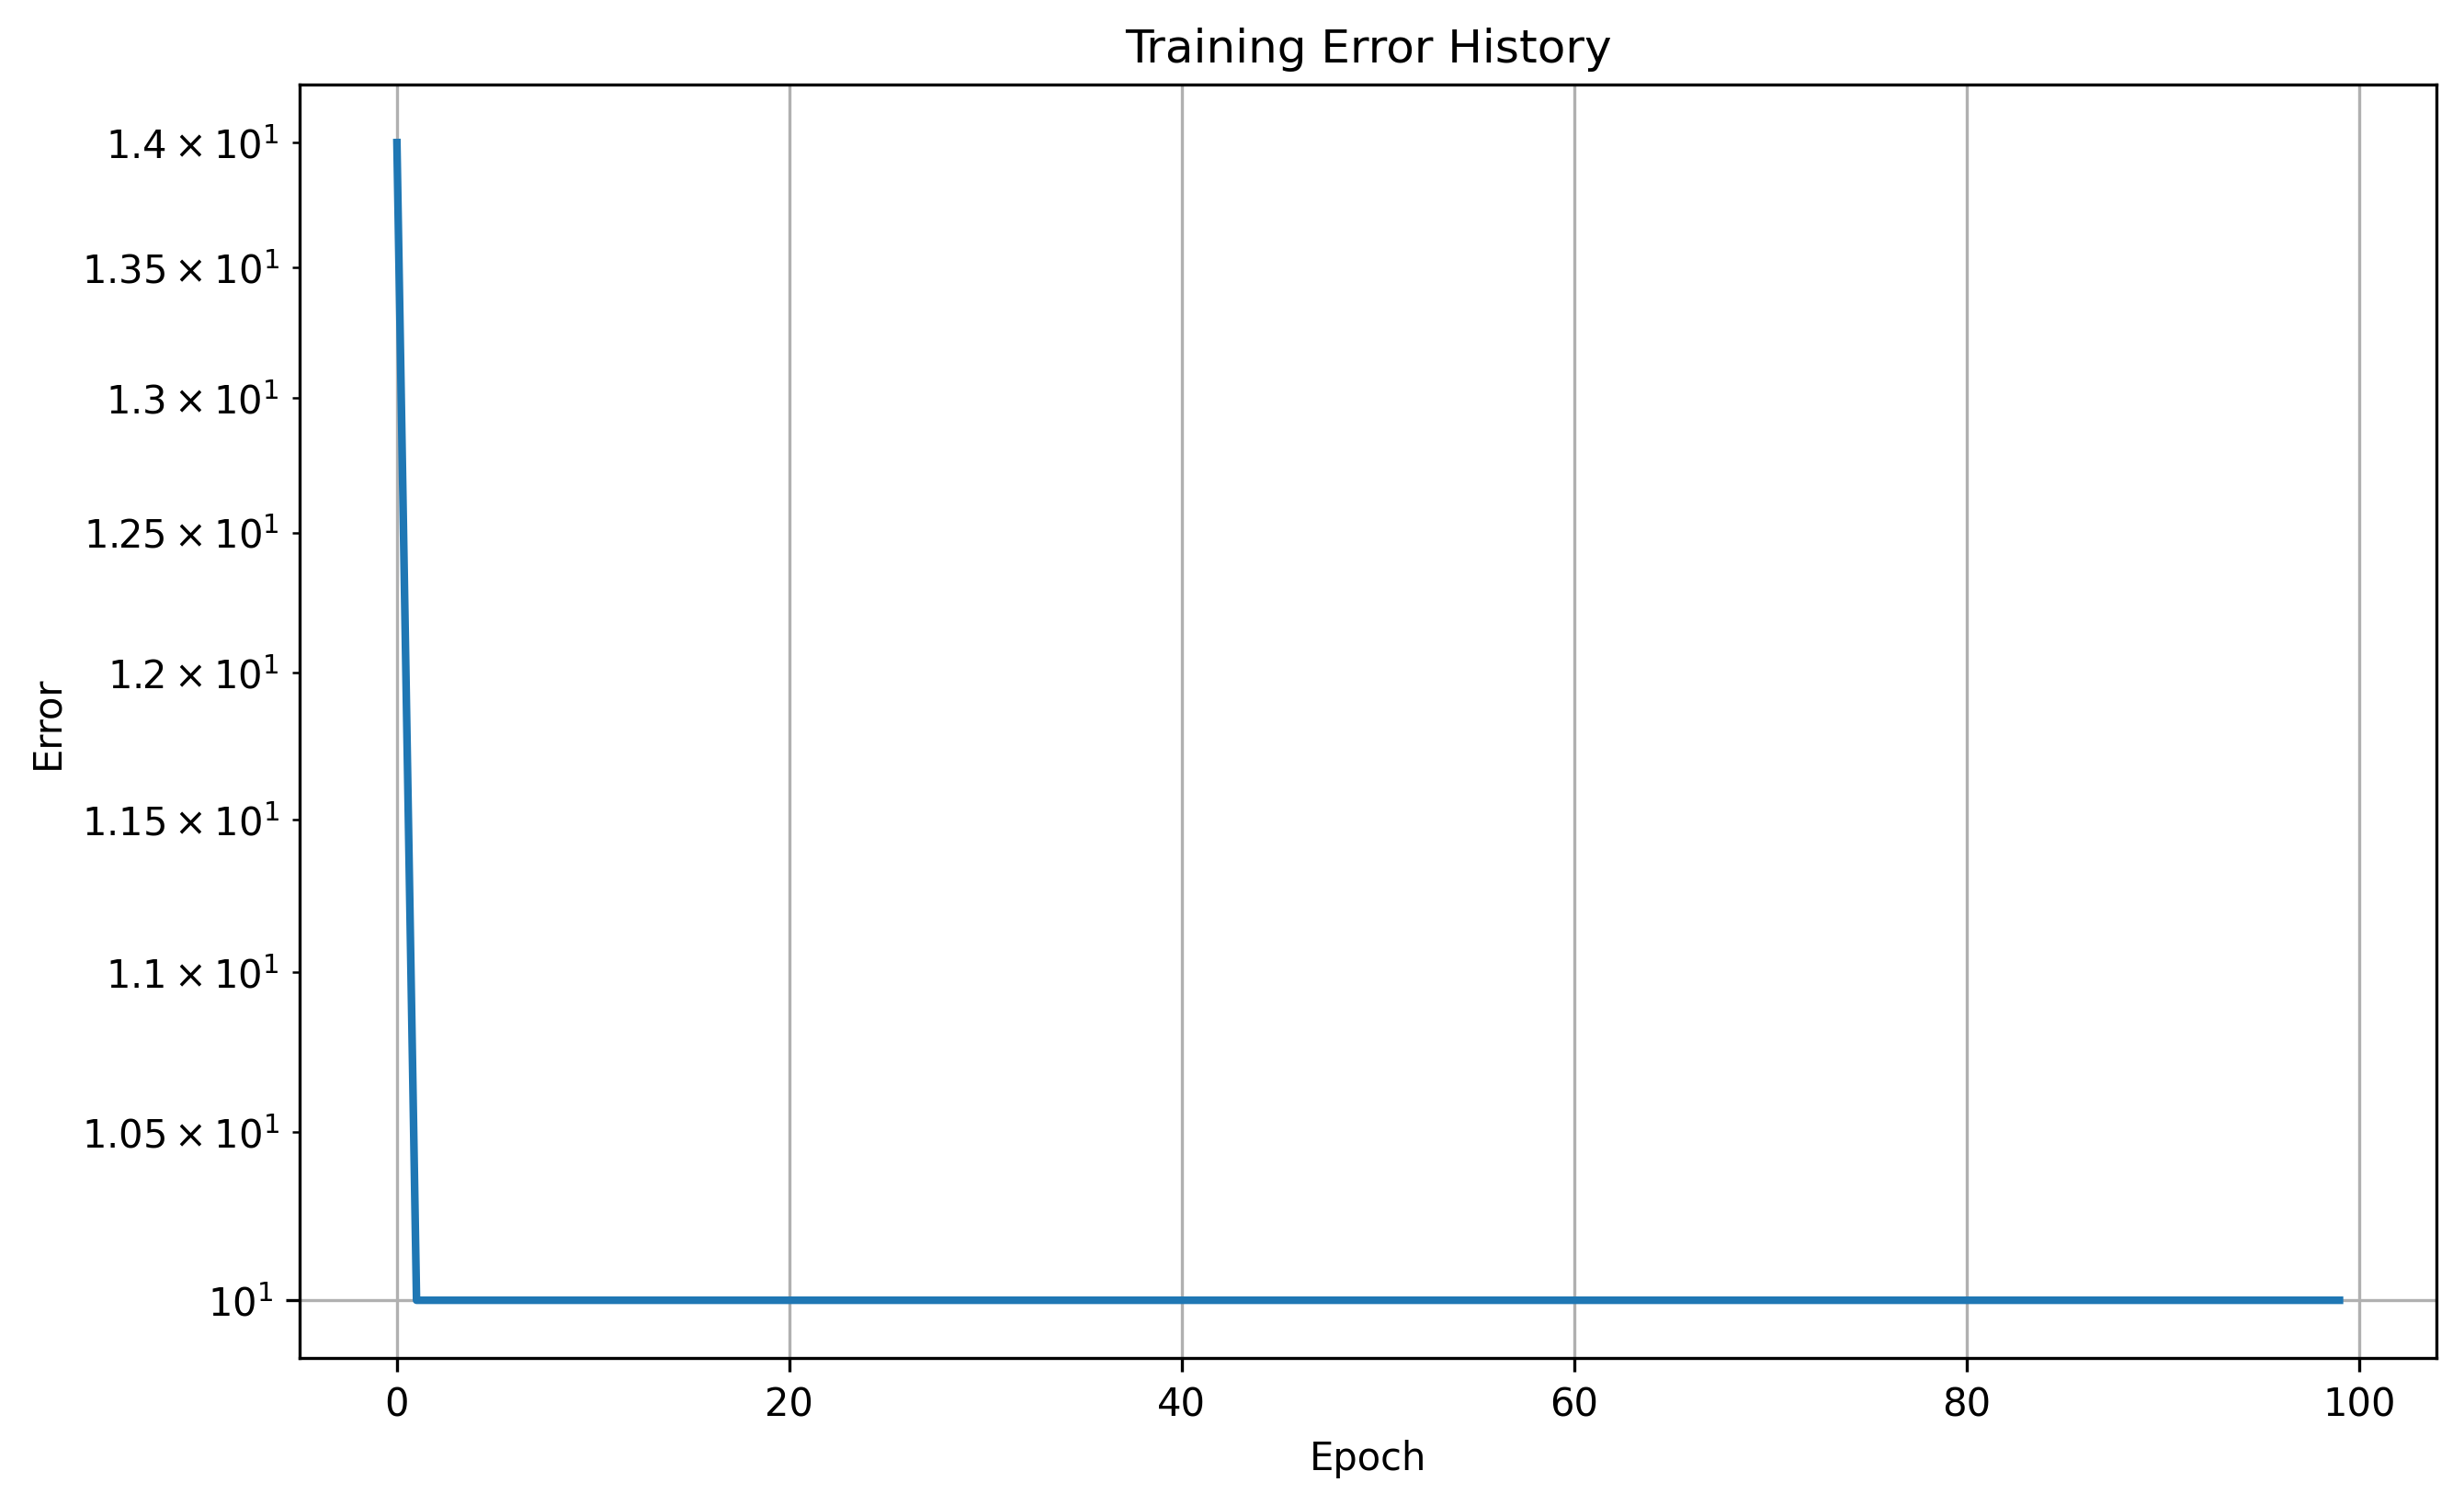 Training Error History
1.4 × 10¹
1.35 × 10¹
1.3 × 10¹
1.25 × 10¹
1.2 × 10¹
Error
1.15 × 10¹
1.1 × 10¹
1.05 × 10¹
10¹
0 20 40 60 80 100
Epoch